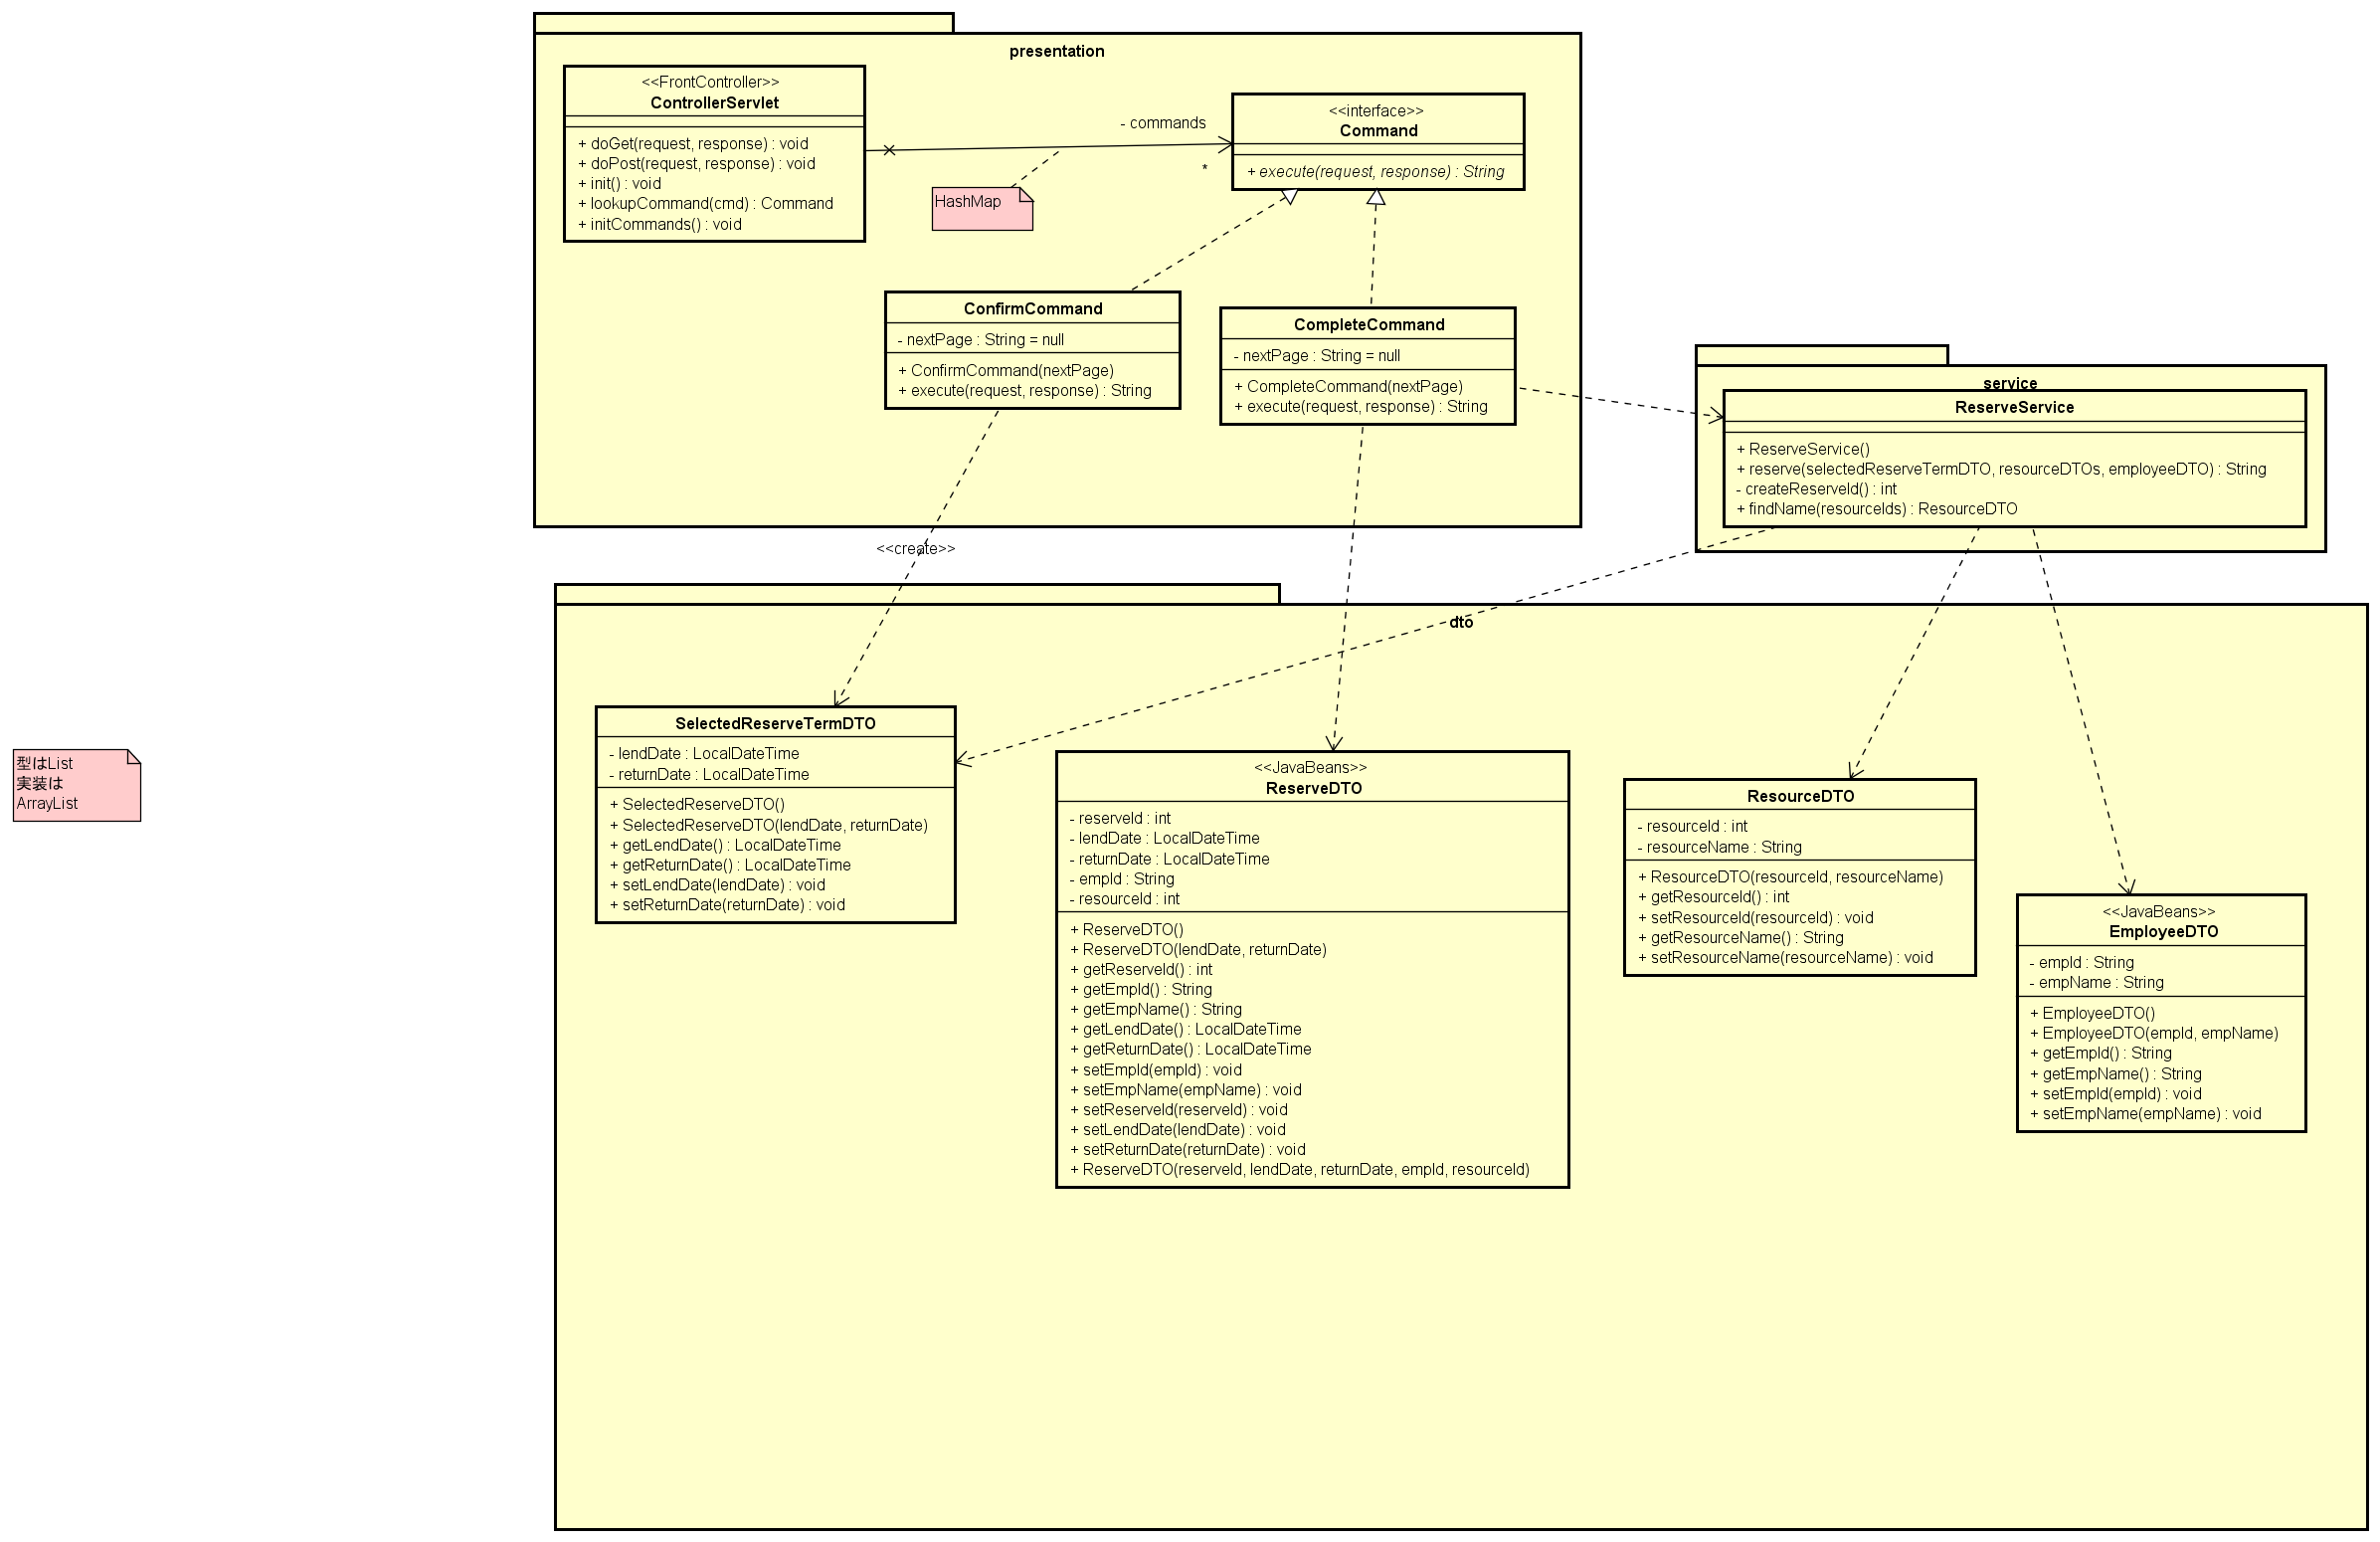 presentation
<<FrontController>>
ControllerServlet
+ doGet(request, response) : void
+ doPost(request, response) : void
+ init() : void
+ lookupCommand(cmd) : Command
+ initCommands() : void
- commands
*
HashMap
<<interface>>
Command
+ execute(request, response) : String
ConfirmCommand
- nextPage : String = null
+ ConfirmCommand(nextPage)
+ execute(request, response) : String
CompleteCommand
- nextPage : String = null
+ CompleteCommand(nextPage)
+ execute(request, response) : String
service
ReserveService
+ ReserveService()
+ reserve(selectedReserveTermDTO, resourceDTOs, employeeDTO) : String
- createReserveId() : int
+ findName(resourceIds) : ResourceDTO
<<create>>
dto
型はList
実装は
ArrayList
SelectedReserveTermDTO
- lendDate : LocalDateTime
- returnDate : LocalDateTime
+ SelectedReserveDTO()
+ SelectedReserveDTO(lendDate, returnDate)
+ getLendDate() : LocalDateTime
+ getReturnDate() : LocalDateTime
+ setLendDate(lendDate) : void
+ setReturnDate(returnDate) : void
<<JavaBeans>>
ReserveDTO
- reserveId : int
- lendDate : LocalDateTime
- returnDate : LocalDateTime
- empId : String
- resourceId : int
+ ReserveDTO()
+ ReserveDTO(lendDate, returnDate)
+ getReserveId() : int
+ getEmpId() : String
+ getEmpName() : String
+ getLendDate() : LocalDateTime
+ getReturnDate() : LocalDateTime
+ setEmpId(empId) : void
+ setEmpName(empName) : void
+ setReserveId(reserveId) : void
+ setLendDate(lendDate) : void
+ setReturnDate(returnDate) : void
+ ReserveDTO(reserveId, lendDate, returnDate, empId, resourceId)
ResourceDTO
- resourceId : int
- resourceName : String
+ ResourceDTO(resourceId, resourceName)
+ getResourceId() : int
+ setResourceId(resourceId) : void
+ getResourceName() : String
+ setResourceName(resourceName) : void
<<JavaBeans>>
EmployeeDTO
- empId : String
- empName : String
+ EmployeeDTO()
+ EmployeeDTO(empId, empName)
+ getEmpId() : String
+ getEmpName() : String
+ setEmpId(empId) : void
+ setEmpName(empName) : void